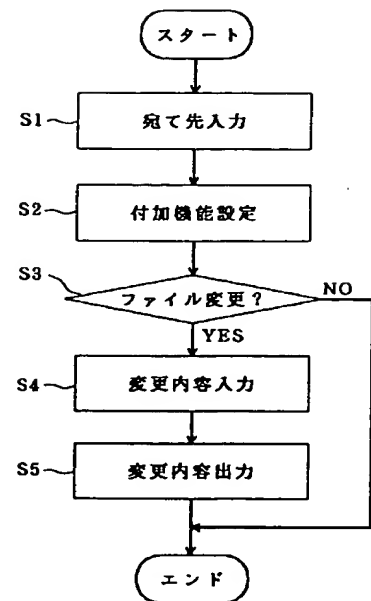 スタート
S1
宛て先入力
S2
付加機能設定
S3
ファイル変更?
NO
YES
S4
変更内容入力
S5
変更内容出力
エンド